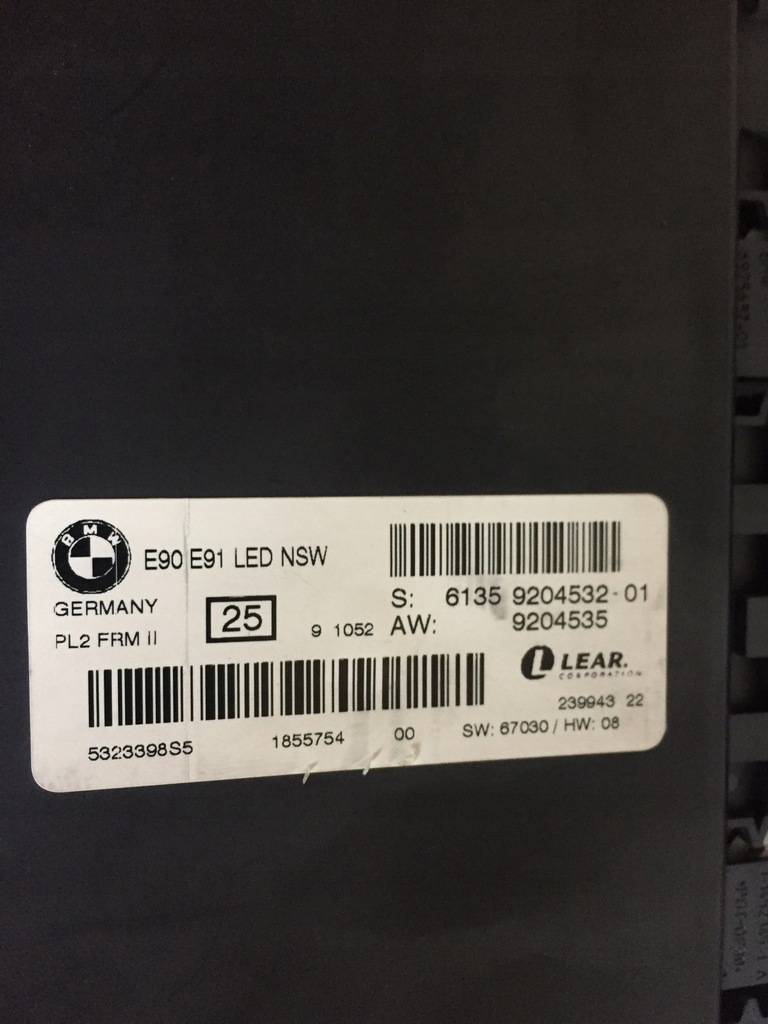 BMW
E90 E91 LED NSW
GERMANY
PL2 FRM II
25
9 1052
S: 6135 9204532-01
AW: 9204535
LEAR.
CORPORATION
239943 22
5323398S5
1855754
00
SW: 67030 / HW: 08